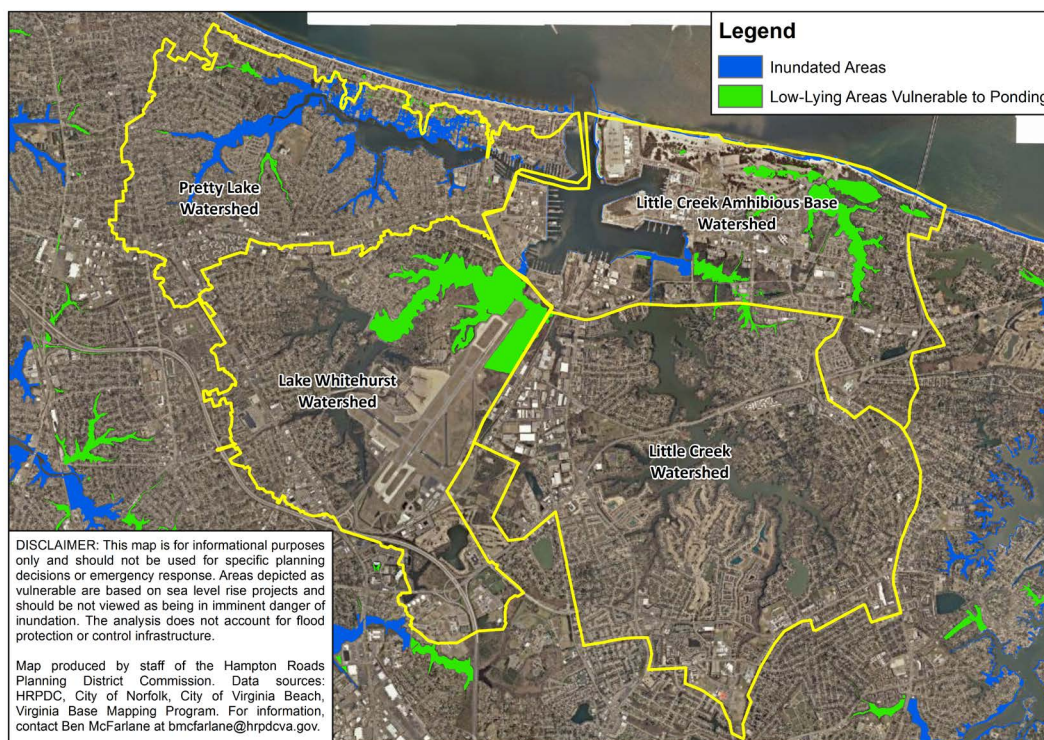 Legend
Inundated Areas
Low-Lying Areas Vulnerable to Ponding
Pretty Lake
Watershed
Little Creek Amhibious Base
Watershed
Lake Whitehurst
Watershed
Little Creek
Watershed
DISCLAIMER: This map is for informational purposes
only and should not be used for specific planning
decisions or emergency response. Areas depicted as
vulnerable are based on sea level rise projects and
should be not viewed as being in imminent danger of
inundation. The analysis does not account for flood
protection or control infrastructure.
Map produced by staff of the Hampton Roads
Planning District Commission. Data sources:
HRPDC, City of Norfolk, City of Virginia Beach,
Virginia Base Mapping Program. For information,
contact Ben McFarlane at bmcfarlane@hrpdcva.gov.